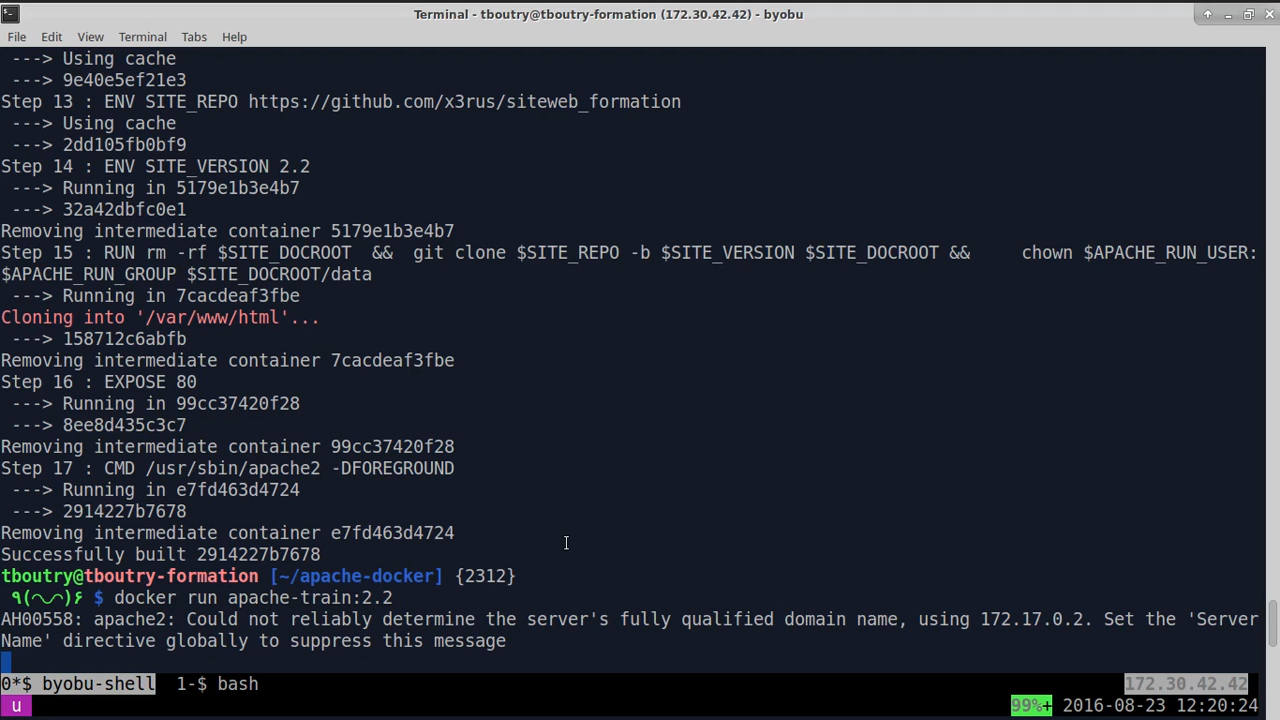 Terminal - tboutry@tboutry-formation (172.30.42.42) - byobu
File Edit View Terminal Tabs Help
---> Using cache
---> 9e40e5ef21e3
Step 13 : ENV SITE_REPO https://github.com/x3rus/siteweb_formation
---> Using cache
---> 2dd105fb0bf9
Step 14 : ENV SITE_VERSION 2.2
---> Running in 5179e1b3e4b7
---> 32a42dbfc0e1
Removing intermediate container 5179e1b3e4b7
Step 15 : RUN rm -rf $SITE_DOCROOT  &&  git clone $SITE_REPO -b $SITE_VERSION $SITE_DOCROOT &&     chown $APACHE_RUN_USER:
$APACHE_RUN_GROUP $SITE_DOCROOT/data
---> Running in 7cacdeaf3fbe
Cloning into '/var/www/html'...
---> 158712c6abfb
Removing intermediate container 7cacdeaf3fbe
Step 16 : EXPOSE 80
---> Running in 99cc37420f28
---> 8ee8d435c3c7
Removing intermediate container 99cc37420f28
Step 17 : CMD /usr/sbin/apache2 -DFOREGROUND
---> Running in e7fd463d4724
---> 2914227b7678
Removing intermediate container e7fd463d4724
Successfully built 2914227b7678
tboutry@tboutry-formation [~/apache-docker] {2312}
٩(◡◡)۶ $ docker run apache-train:2.2
AH00558: apache2: Could not reliably determine the server's fully qualified domain name, using 172.17.0.2. Set the 'Server
Name' directive globally to suppress this message
0*$ byobu-shell  1-$ bash 172.30.42.42
u 99%+ 2016-08-23 12:20:24